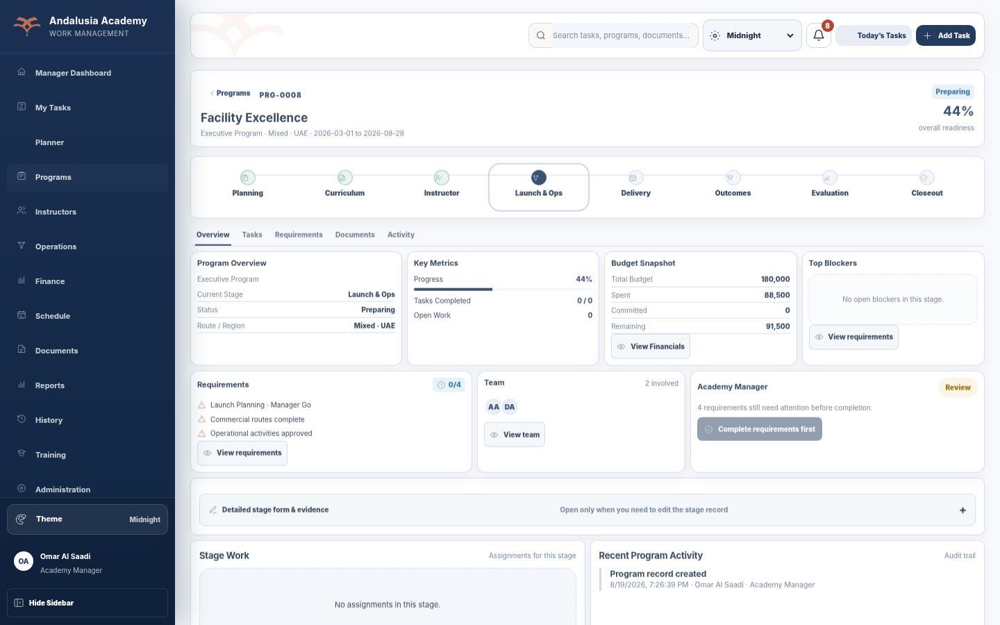 Andalusia Academy
WORK MANAGEMENT
Manager Dashboard
My Tasks
Planner
Programs
Instructors
Operations
Finance
Schedule
Documents
Reports
History
Training
Administration
Theme
Midnight
OA
Omar Al Saadi
Academy Manager
Hide Sidebar
Search tasks, programs, documents...
Midnight
8
Today's Tasks
Add Task
Programs
PRG-0008
Facility Excellence
Executive Program · Mixed · UAE · 2026-03-01 to 2026-08-28
Preparing
44%
overall readiness
Planning
Curriculum
Instructor
Launch & Ops
Delivery
Outcomes
Evaluation
Closeout
Overview
Tasks
Requirements
Documents
Activity
Program Overview
Executive Program
Current Stage Launch & Ops
Status Preparing
Route / Region Mixed · UAE
Key Metrics
Progress 44%
Tasks Completed 0 / 0
Open Work 0
Budget Snapshot
Total Budget 180,000
Spent 88,500
Committed 0
Remaining 91,500
View Financials
Top Blockers
No open blockers in this stage.
View requirements
Requirements
0/4
Launch Planning · Manager Go
Commercial routes complete
Operational activities approved
View requirements
Team
2 involved
AA DA
View team
Academy Manager
Review
4 requirements still need attention before completion.
Complete requirements first
Detailed stage form & evidence
Open only when you need to edit the stage record
+
Stage Work
Assignments for this stage
No assignments in this stage.
Recent Program Activity
Audit trail
Program record created
8/19/2026, 7:26:39 PM · Omar Al Saadi · Academy Manager